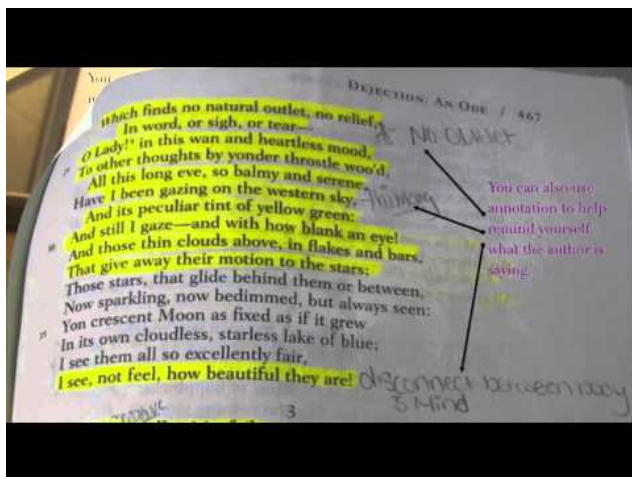 You
DEJECTION: AN ODE / 467
Which finds no natural outlet, no relief,
In word, or sigh, or tear—
No Outlet
O Lady! in this wan and heartless mood,
To other thoughts by yonder throstle woo'd,
All this long eve, so balmy and serene,
Have I been gazing on the western sky,
Thinking
And its peculiar tint of yellow green:
And still I gaze—and with how blank an eye!
And those thin clouds above, in flakes and bars,
That give away their motion to the stars;
Those stars, that glide behind them or between,
Now sparkling, now bedimmed, but always seen:
Yon crescent Moon as fixed as if it grew
In its own cloudless, starless lake of blue;
I see them all so excellently fair,
I see, not feel, how beautiful they are!
disconnect between body
& Mind
3
You can also use
annotation to help
remind yourself
what the author is
saying.